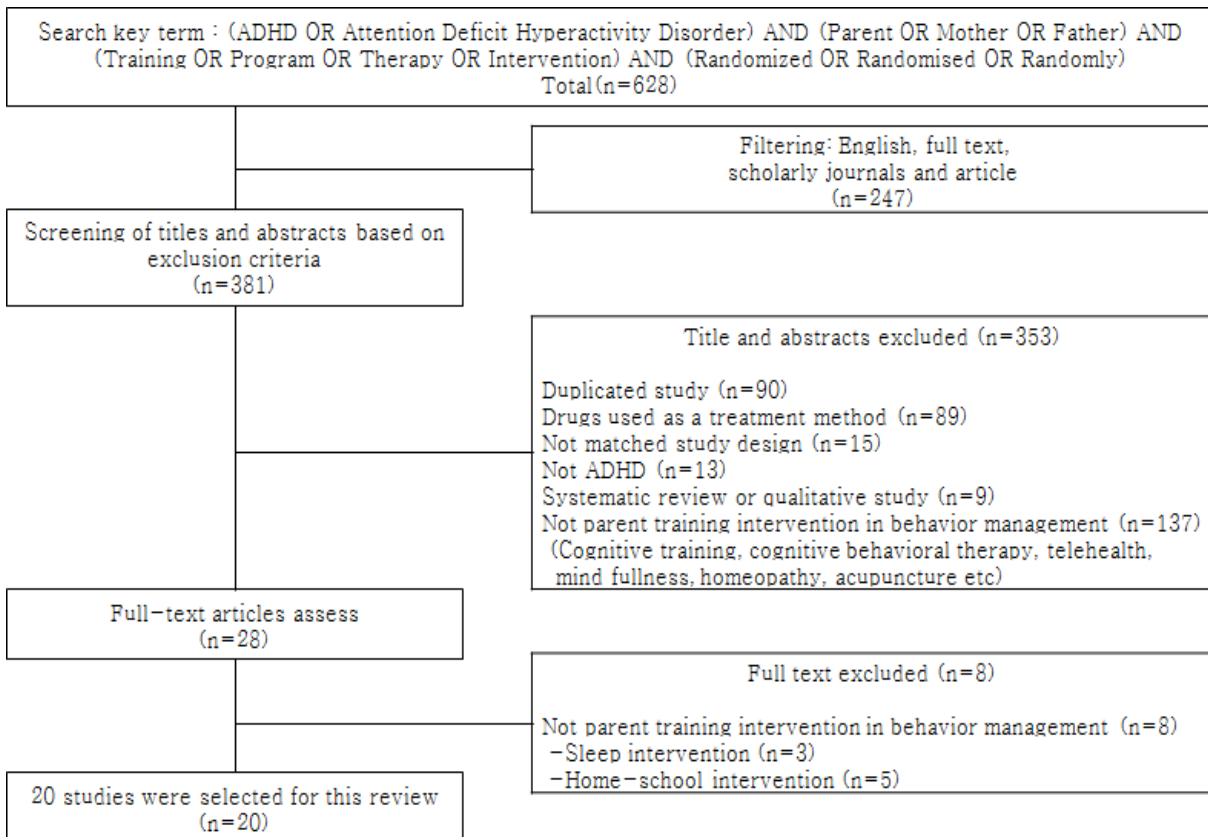 Search key term : (ADHD OR Attention Deficit Hyperactivity Disorder) AND (Parent OR Mother OR Father) AND
(Training OR Program OR Therapy OR Intervention) AND (Randomized OR Randomised OR Randomly)
Total(n=628)
Filtering: English, full text,
scholarly journals and article
(n=247)
Screening of titles and abstracts based on
exclusion criteria
(n=381)
Title and abstracts excluded (n=353)
Duplicated study (n=90)
Drugs used as a treatment method (n=89)
Not matched study design (n=15)
Not ADHD (n=13)
Systematic review or qualitative study (n=9)
Not parent training intervention in behavior management (n=137)
(Cognitive training, cognitive behavioral therapy, telehealth,
mind fullness, homeopathy, acupuncture etc)
Full-text articles assess
(n=28)
Full text excluded (n=8)
Not parent training intervention in behavior management (n=8)
-Sleep intervention (n=3)
-Home-school intervention (n=5)
20 studies were selected for this review
(n=20)